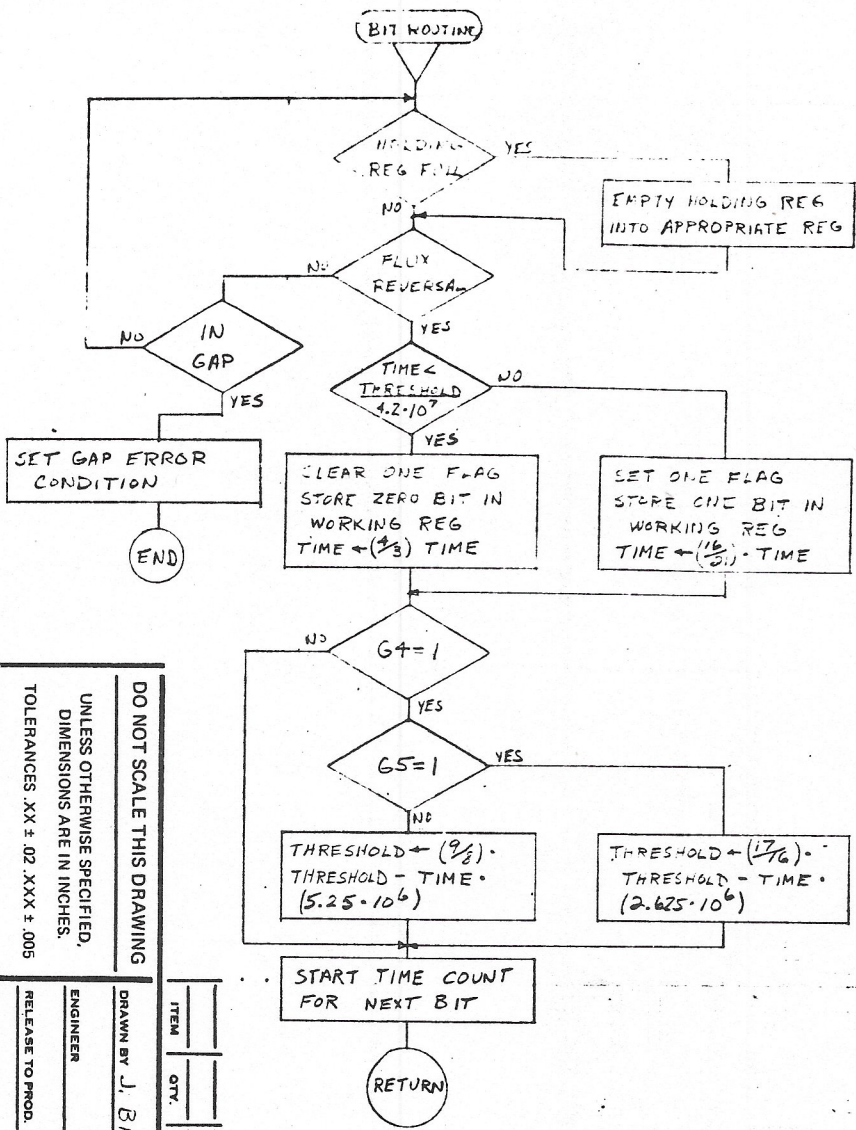 BIT ROUTINE
HOLDING
REG FULL
YES
NO
EMPTY HOLDING REG
INTO APPROPRIATE REG
FLUX
REVERSAL
NO
YES
IN
GAP
NO
YES
SET GAP ERROR
CONDITION
END
TIME <
THRESHOLD
4.2·10⁷
NO
YES
CLEAR ONE FLAG
STORE ZERO BIT IN
WORKING REG
TIME ← (4/3) TIME
SET ONE FLAG
STORE ONE BIT IN
WORKING REG
TIME ← (16/21) · TIME
G4=1
NO
YES
G5=1
YES
NO
THRESHOLD ← (9/8) ·
THRESHOLD - TIME ·
(5.25·10⁶)
THRESHOLD ← (17/16) ·
THRESHOLD - TIME ·
(2.625·10⁶)
START TIME COUNT
FOR NEXT BIT
RETURN
DO NOT SCALE THIS DRAWING
UNLESS OTHERWISE SPECIFIED,
DIMENSIONS ARE IN INCHES.
TOLERANCES .XX ± .02 .XXX ± .005
DRAWN BY J.
ENGINEER
RELEASE TO PROD.
ITEM
QTY.